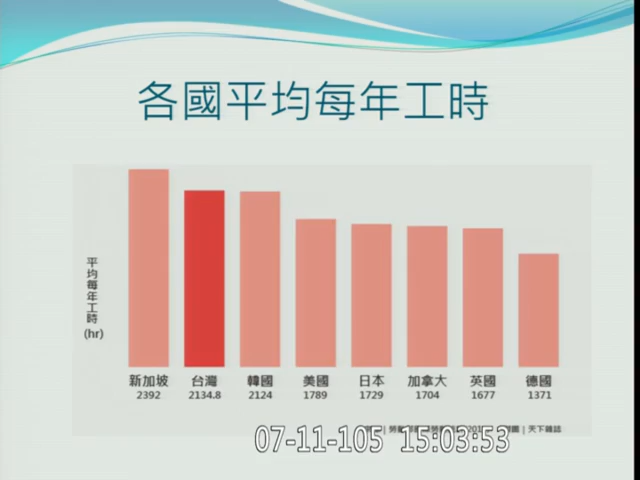 各國平均每年工時
平均每年工時
(hr)
新加坡 台灣 韓國 美國 日本 加拿大 英國 德國
2392 2134.8 2124 1789 1729 1704 1677 1371
天下雜誌
07-11-105 15:03:53